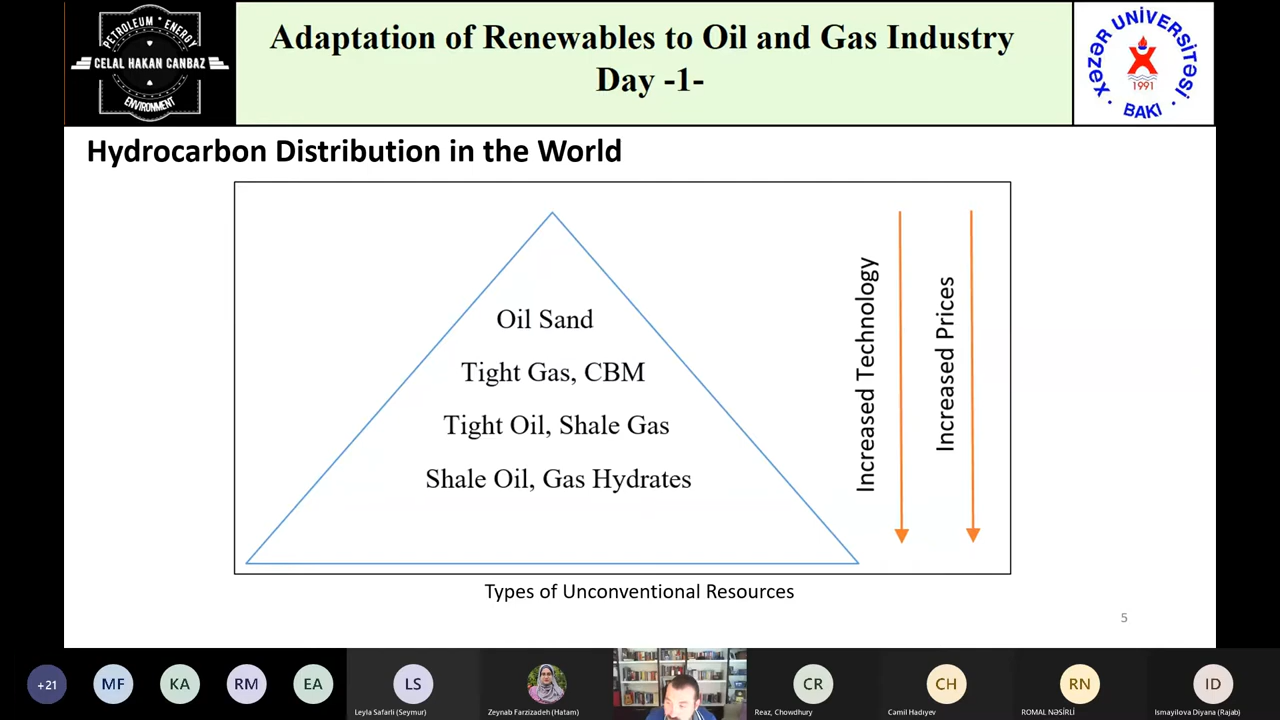 PETROLEUM * ENERGY
CELAL HAKAN CANBAZ
ENVIRONMENT
Adaptation of Renewables to Oil and Gas Industry
Day -1-
XƏZƏR UNİVERSİTƏSİ
1991
• BAKI •
Hydrocarbon Distribution in the World
Oil Sand
Tight Gas, CBM
Tight Oil, Shale Gas
Shale Oil, Gas Hydrates
Increased Technology
Increased Prices
Types of Unconventional Resources
5
+21
MF
KA
RM
EA
LS
CR
CH
RN
ID
Leyla Safarli (Seymur)
Zeynab Farzizadeh (Hatam)
Reaz, Chowdhury
Cəmil Hadıyev
ROMAL NƏSİRLİ
Ismayilova Diyana (Rajab)